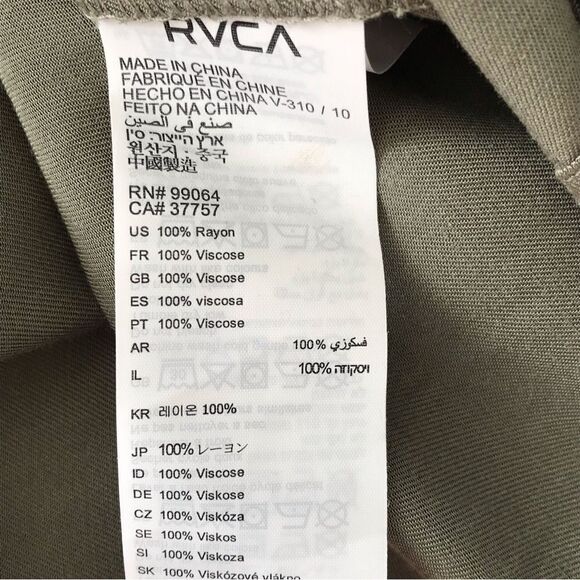 RVCA
MADE IN CHINA
FABRIQUÉ EN CHINE
HECHO EN CHINA V-310 / 10
FEITO NA CHINA
صنع في الصين
ארץ הייצור: סין
원산지 : 중국
中國製造
RN# 99064
CA# 37757
US 100% Rayon
FR 100% Viscose
GB 100% Viscose
ES 100% viscosa
PT 100% Viscose
AR فسكوزي %100
IL ויסקוזה 100%
KR 레이온 100%
JP 100% レーヨン
ID 100% Viscose
DE 100% Viskose
CZ 100% Viskóza
SE 100% Viskos
SI 100% Viskoza
SK 100% Viskózové vlákno